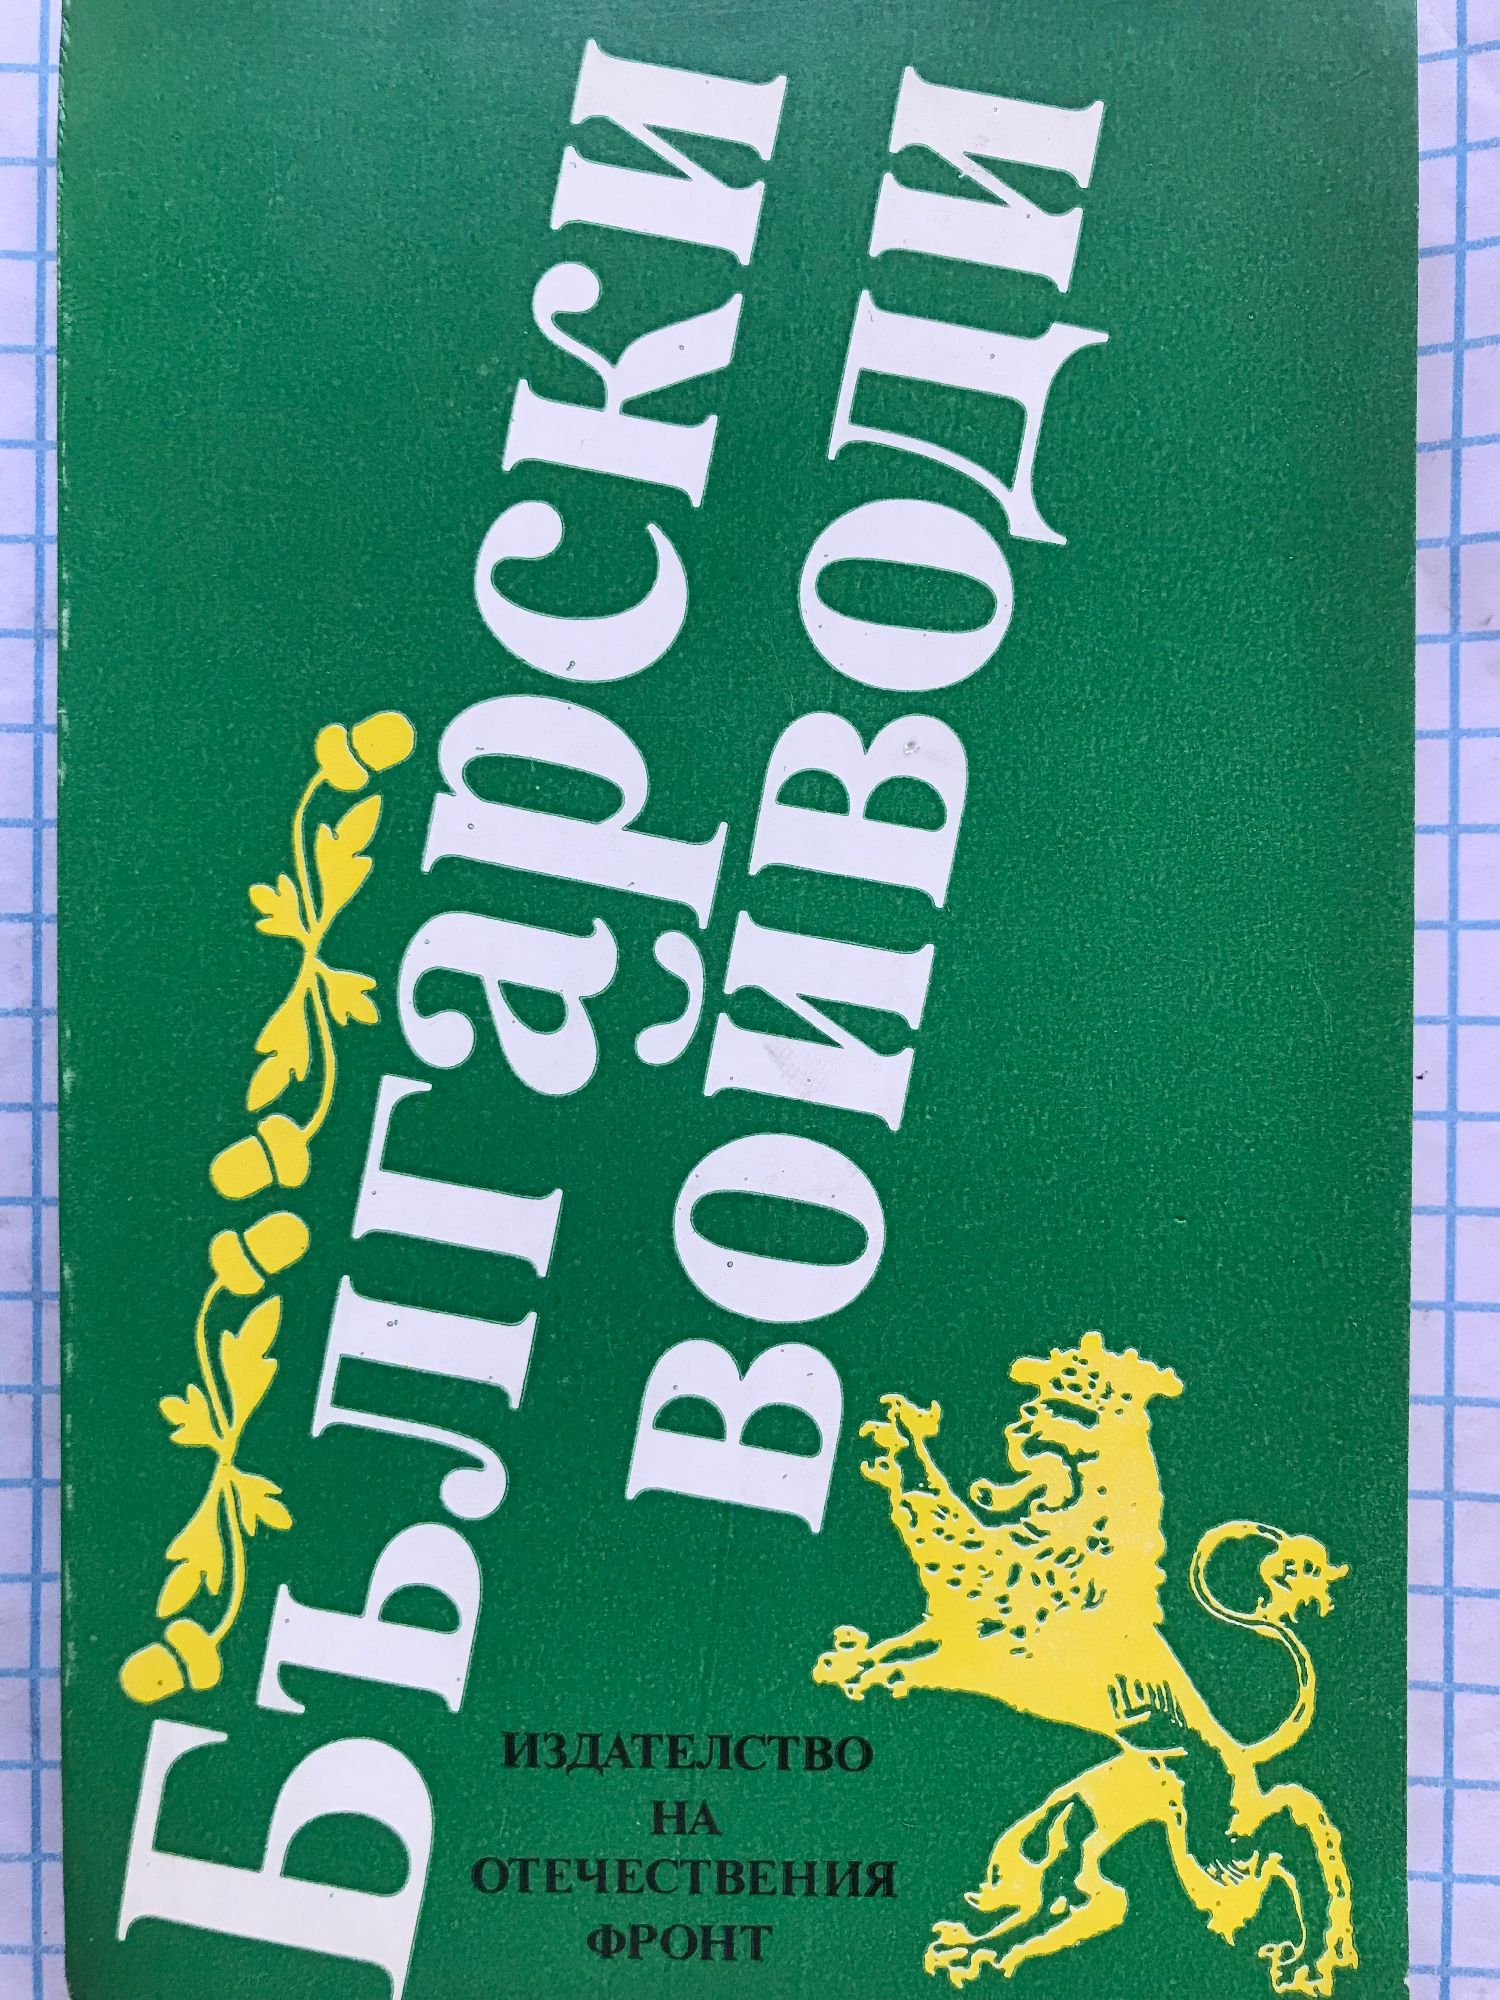 Български
войводи
ИЗДАТЕЛСТВО
НА
ОТЕЧЕСТВЕНИЯ
ФРОНТ